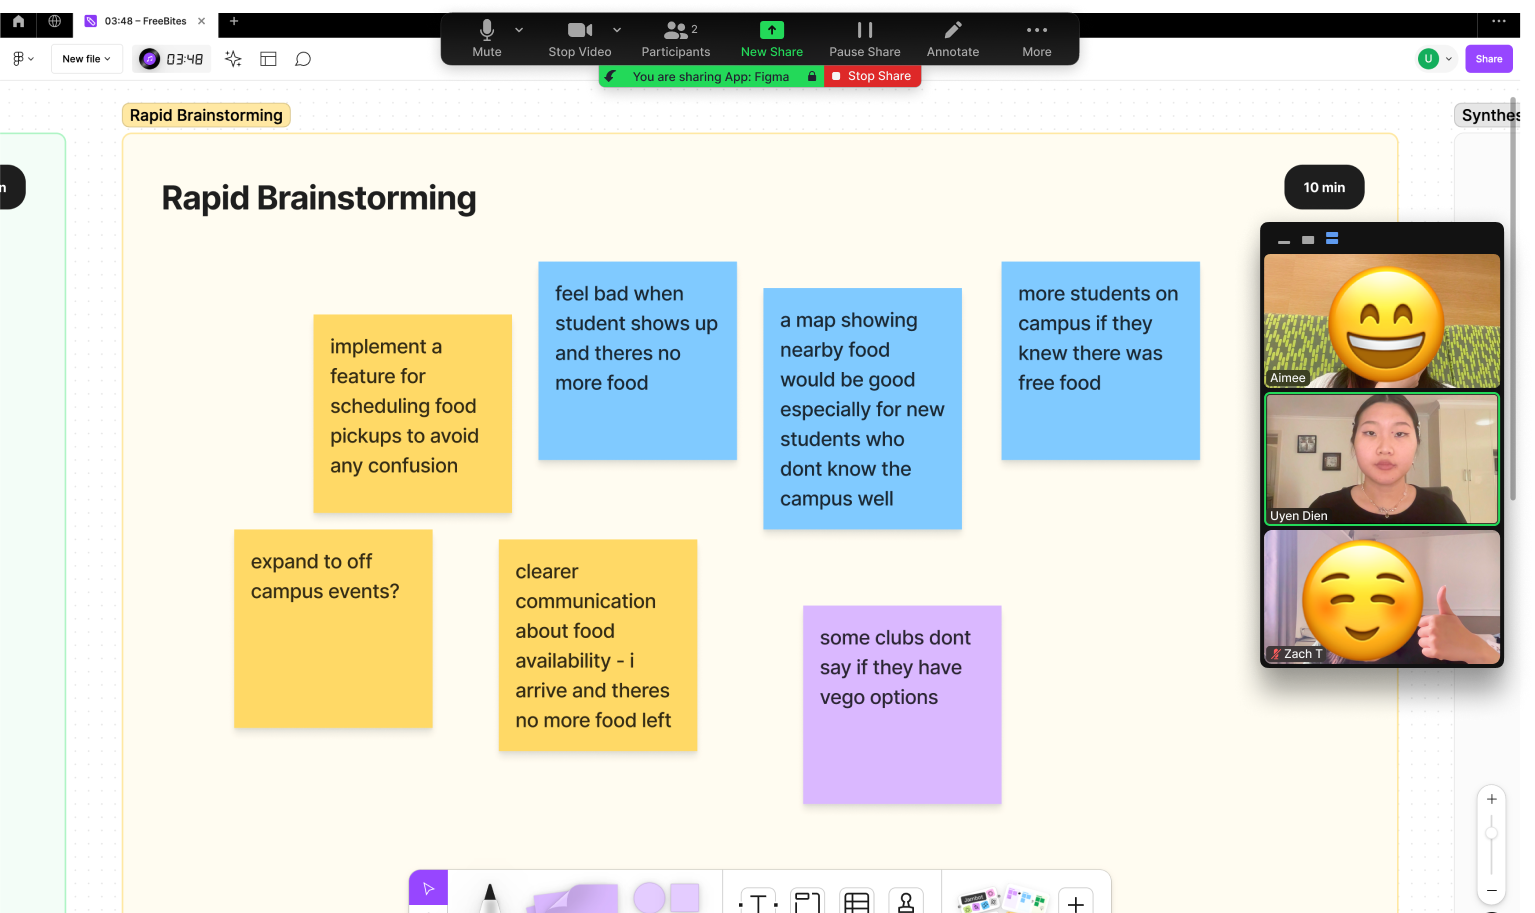 03:48 – FreeBites
Mute
Stop Video
2
Participants
New Share
Pause Share
Annotate
More
You are sharing App: Figma
Stop Share
New file
03:48
U
Share
Rapid Brainstorming
Synthes
n
Rapid Brainstorming
10 min
implement a
feature for
scheduling food
pickups to avoid
any confusion
feel bad when
student shows up
and theres no
more food
a map showing
nearby food
would be good
especially for new
students who
dont know the
campus well
more students on
campus if they
knew there was
free food
expand to off
campus events?
clearer
communication
about food
availability - i
arrive and theres
no more food left
some clubs dont
say if they have
vego options
Aimee
Uyen Dien
Zach T
T
Jambot